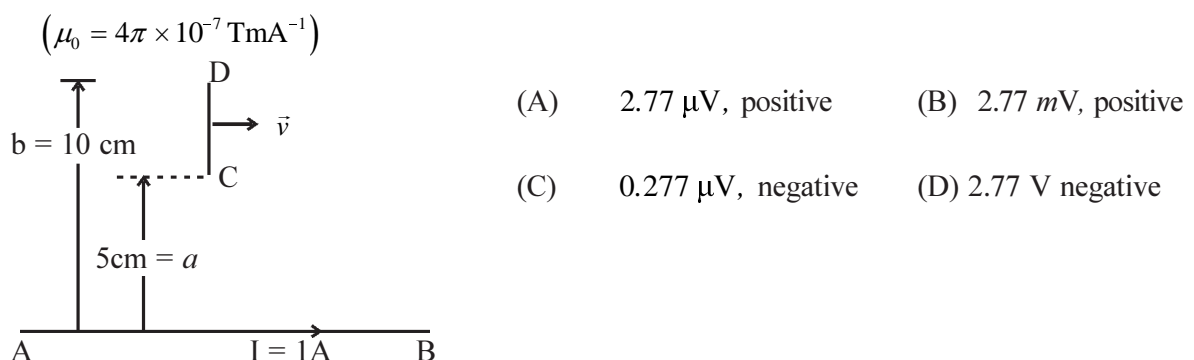 (μ₀ = 4π × 10⁻⁷ TmA⁻¹)
D
b = 10 cm
v⃗
C
5cm = a
A
I = 1A
B
(A) 2.77 μV, positive (B) 2.77 mV, positive
(C) 0.277 μV, negative (D) 2.77 V negative